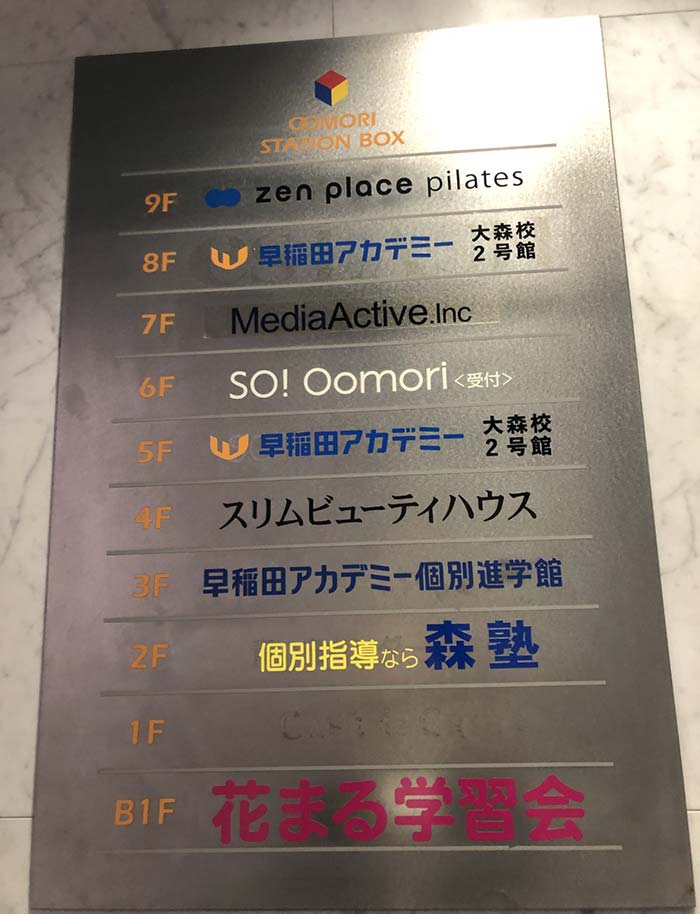 OOMORI
STATION BOX
9F zen place pilates
8F 早稲田アカデミー 大森校
2号館
7F MediaActive.Inc
6F SO! Oomori <受付>
5F 早稲田アカデミー 大森校
2号館
4F スリムビューティハウス
3F 早稲田アカデミー個別進学館
2F 個別指導なら 森塾
1F
B1F 花まる学習会